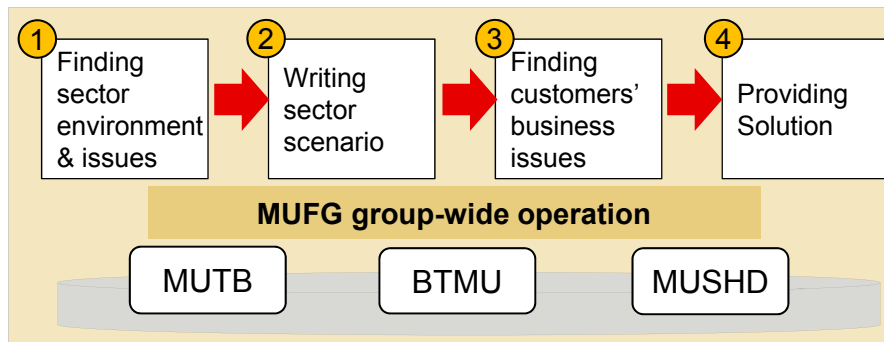 1
Finding
sector
environment
& issues
2
Writing
sector
scenario
3
Finding
customers'
business
issues
4
Providing
Solution
MUFG group-wide operation
MUTB
BTMU
MUSHD